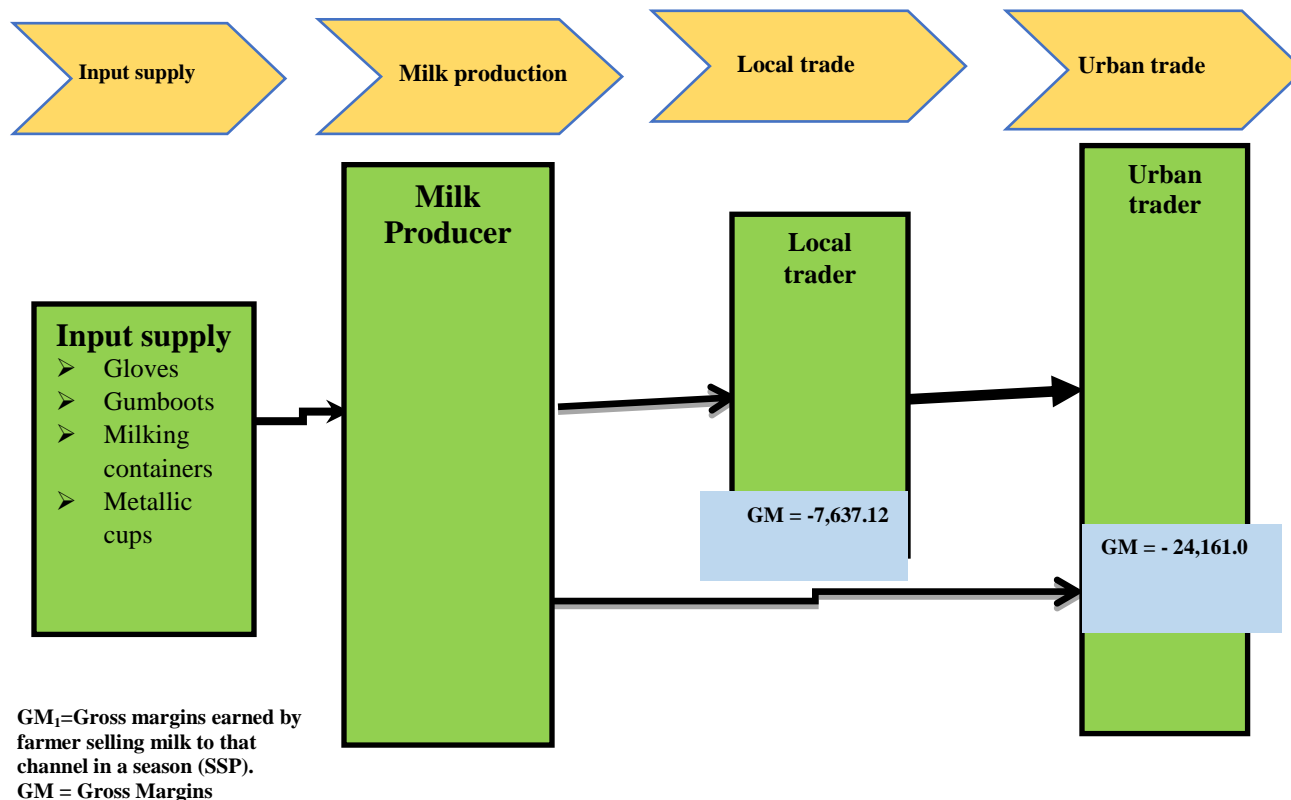 Input supply
Milk production
Local trade
Urban trade
Input supply
➢ Gloves
➢ Gumboots
➢ Milking
containers
➢ Metallic
cups
Milk
Producer
Local
trader
GM = -7,637.12
Urban
trader
GM = - 24,161.0
GM₁=Gross margins earned by
farmer selling milk to that
channel in a season (SSP).
GM = Gross Margins